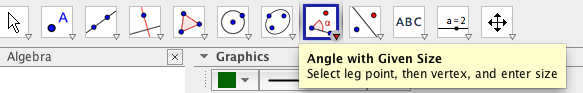 A
α
ABC
a=2
Algebra
Graphics
Angle with Given Size
Select leg point, then vertex, and enter size